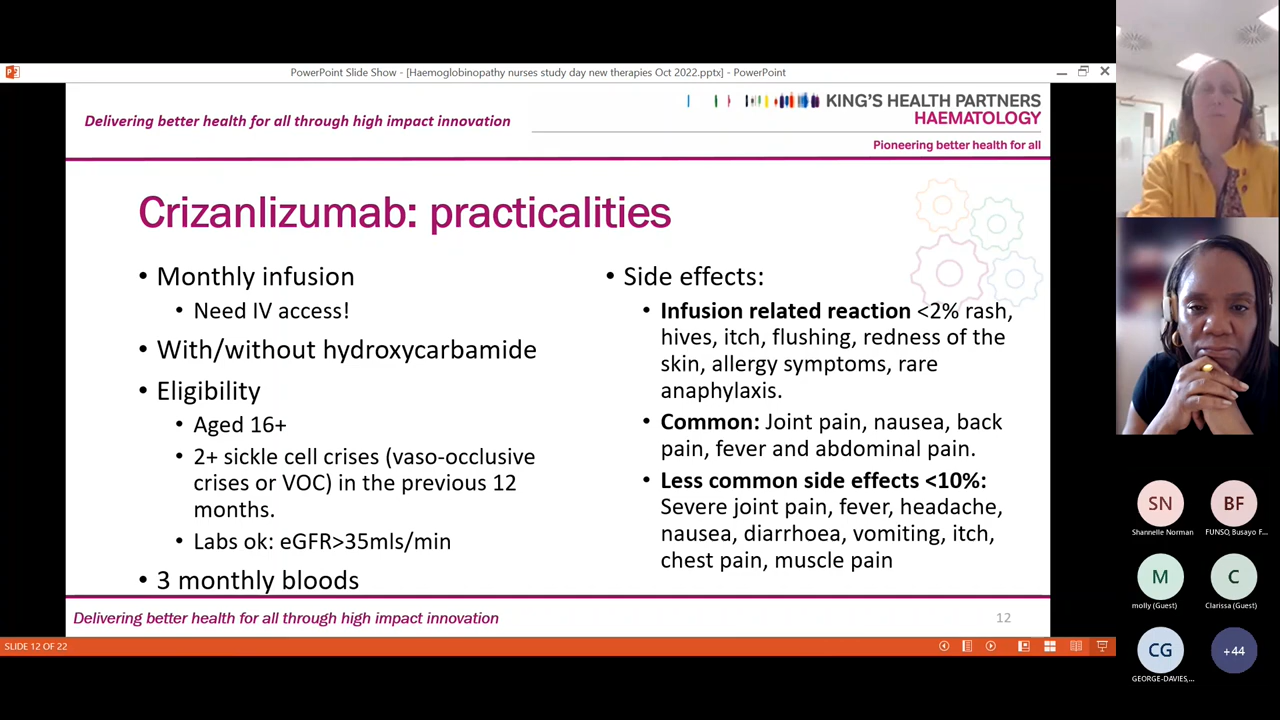 PowerPoint Slide Show - [Haemoglobinopathy nurses study day new therapies Oct 2022.pptx] - PowerPoint
Delivering better health for all through high impact innovation
KING'S HEALTH PARTNERS
HAEMATOLOGY
Pioneering better health for all
Crizanlizumab: practicalities
• Monthly infusion
• Need IV access!
• With/without hydroxycarbamide
• Eligibility
• Aged 16+
• 2+ sickle cell crises (vaso-occlusive
crises or VOC) in the previous 12
months.
• Labs ok: eGFR>35mls/min
• 3 monthly bloods
• Side effects:
• Infusion related reaction <2% rash,
hives, itch, flushing, redness of the
skin, allergy symptoms, rare
anaphylaxis.
• Common: Joint pain, nausea, back
pain, fever and abdominal pain.
• Less common side effects <10%:
Severe joint pain, fever, headache,
nausea, diarrhoea, vomiting, itch,
chest pain, muscle pain
Delivering better health for all through high impact innovation
12
SLIDE 12 OF 22
SN
Shannelle Norman
BF
FUNSO, Busayo F...
M
molly (Guest)
C
Clarissa (Guest)
CG
GEORGE-DAVIES,...
+44